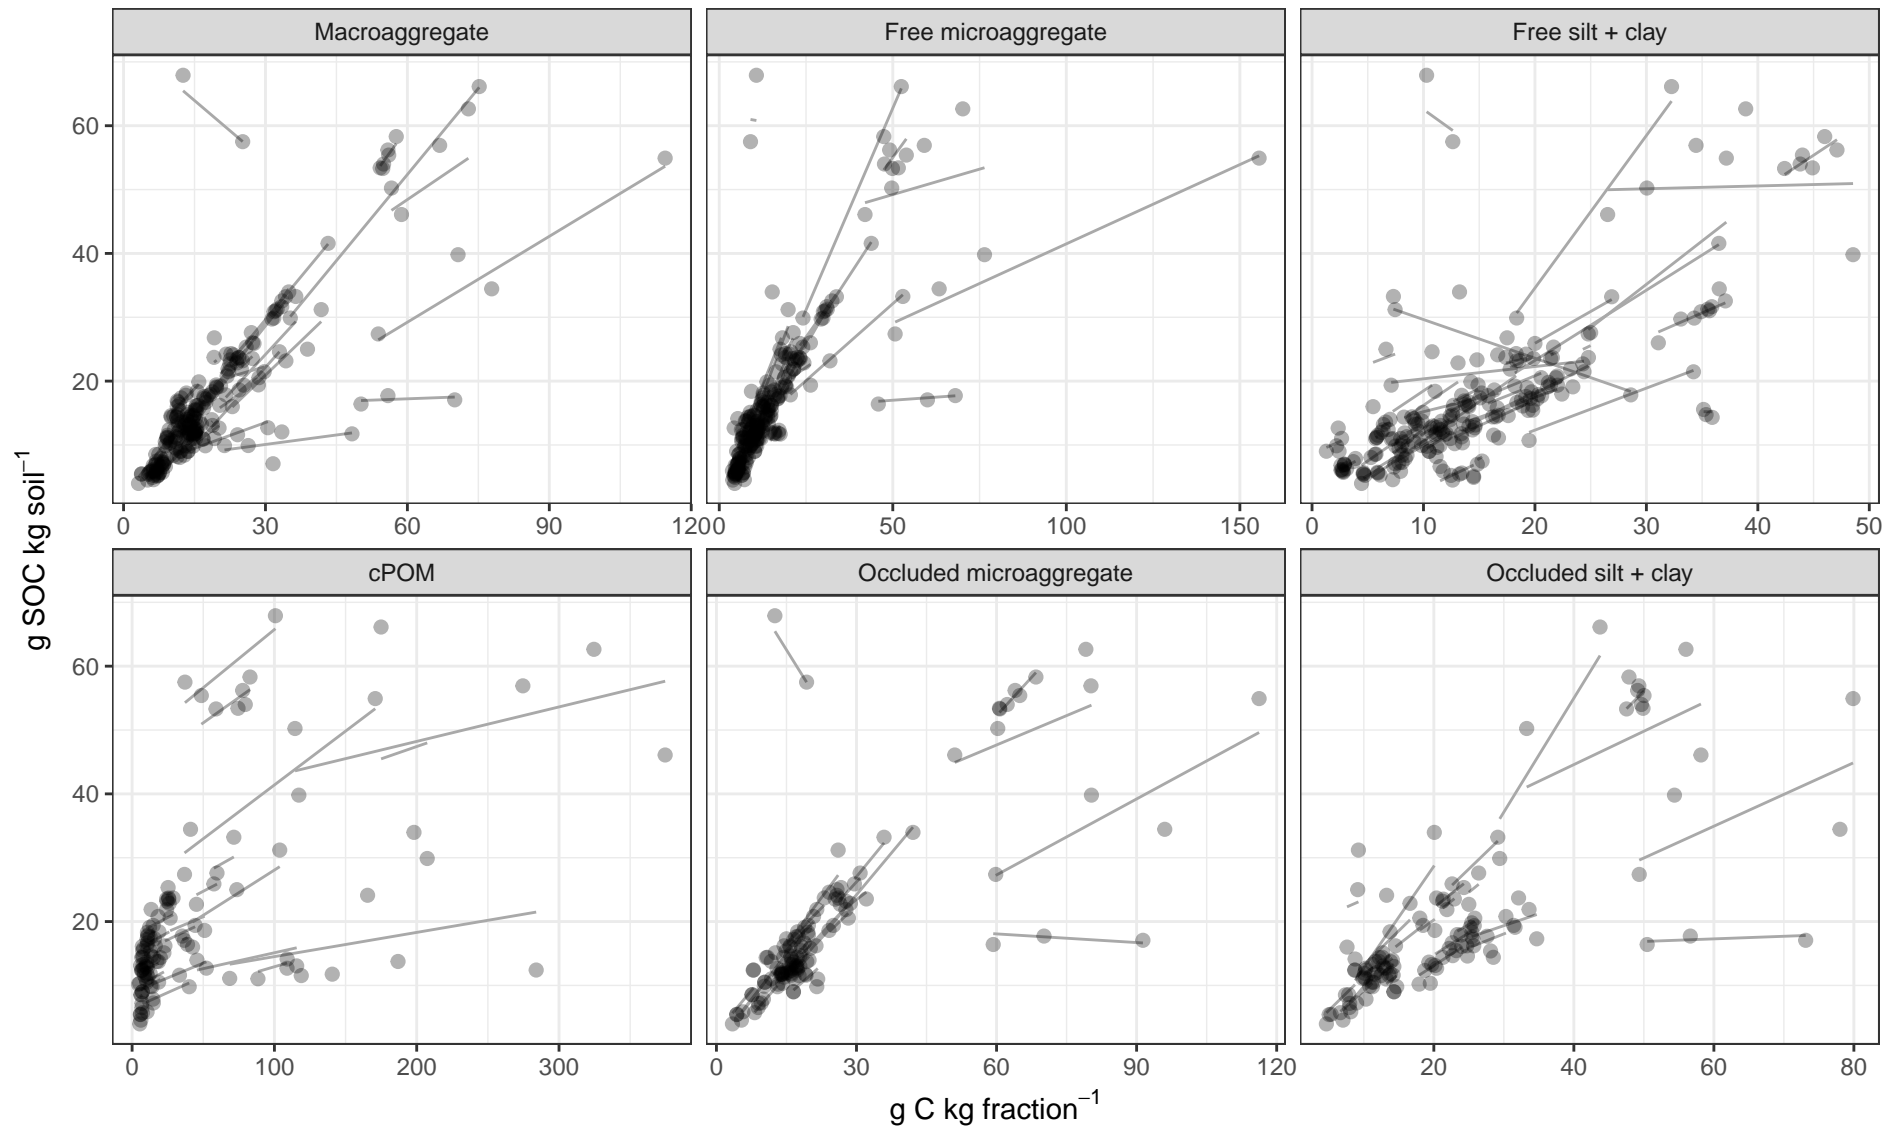 Macroaggregate Free microaggregate Free silt + clay
60
40
20
0 30 60 90 120 0 50 100 150 0 10 20 30 40 50
cPOM Occluded microaggregate Occluded silt + clay
60
40
20
0 100 200 300 0 30 60 90 120 20 40 60 80
g SOC kg soil⁻¹
g C kg fraction⁻¹